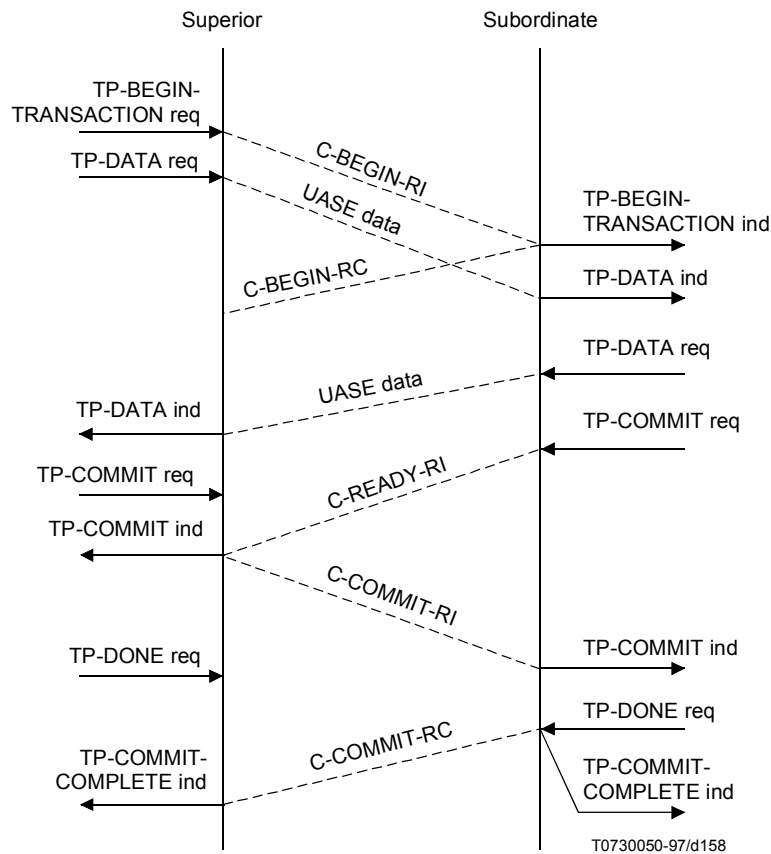 Superior
Subordinate
TP-BEGIN-
TRANSACTION req
C-BEGIN-RI
TP-DATA req
UASE data
TP-BEGIN-
TRANSACTION ind
C-BEGIN-RC
TP-DATA ind
TP-DATA req
UASE data
TP-DATA ind
TP-COMMIT req
TP-COMMIT req
C-READY-RI
TP-COMMIT ind
C-COMMIT-RI
TP-DONE req
TP-COMMIT ind
TP-DONE req
C-COMMIT-RC
TP-COMMIT-
COMPLETE ind
TP-COMMIT-
COMPLETE ind
T0730050-97/d158